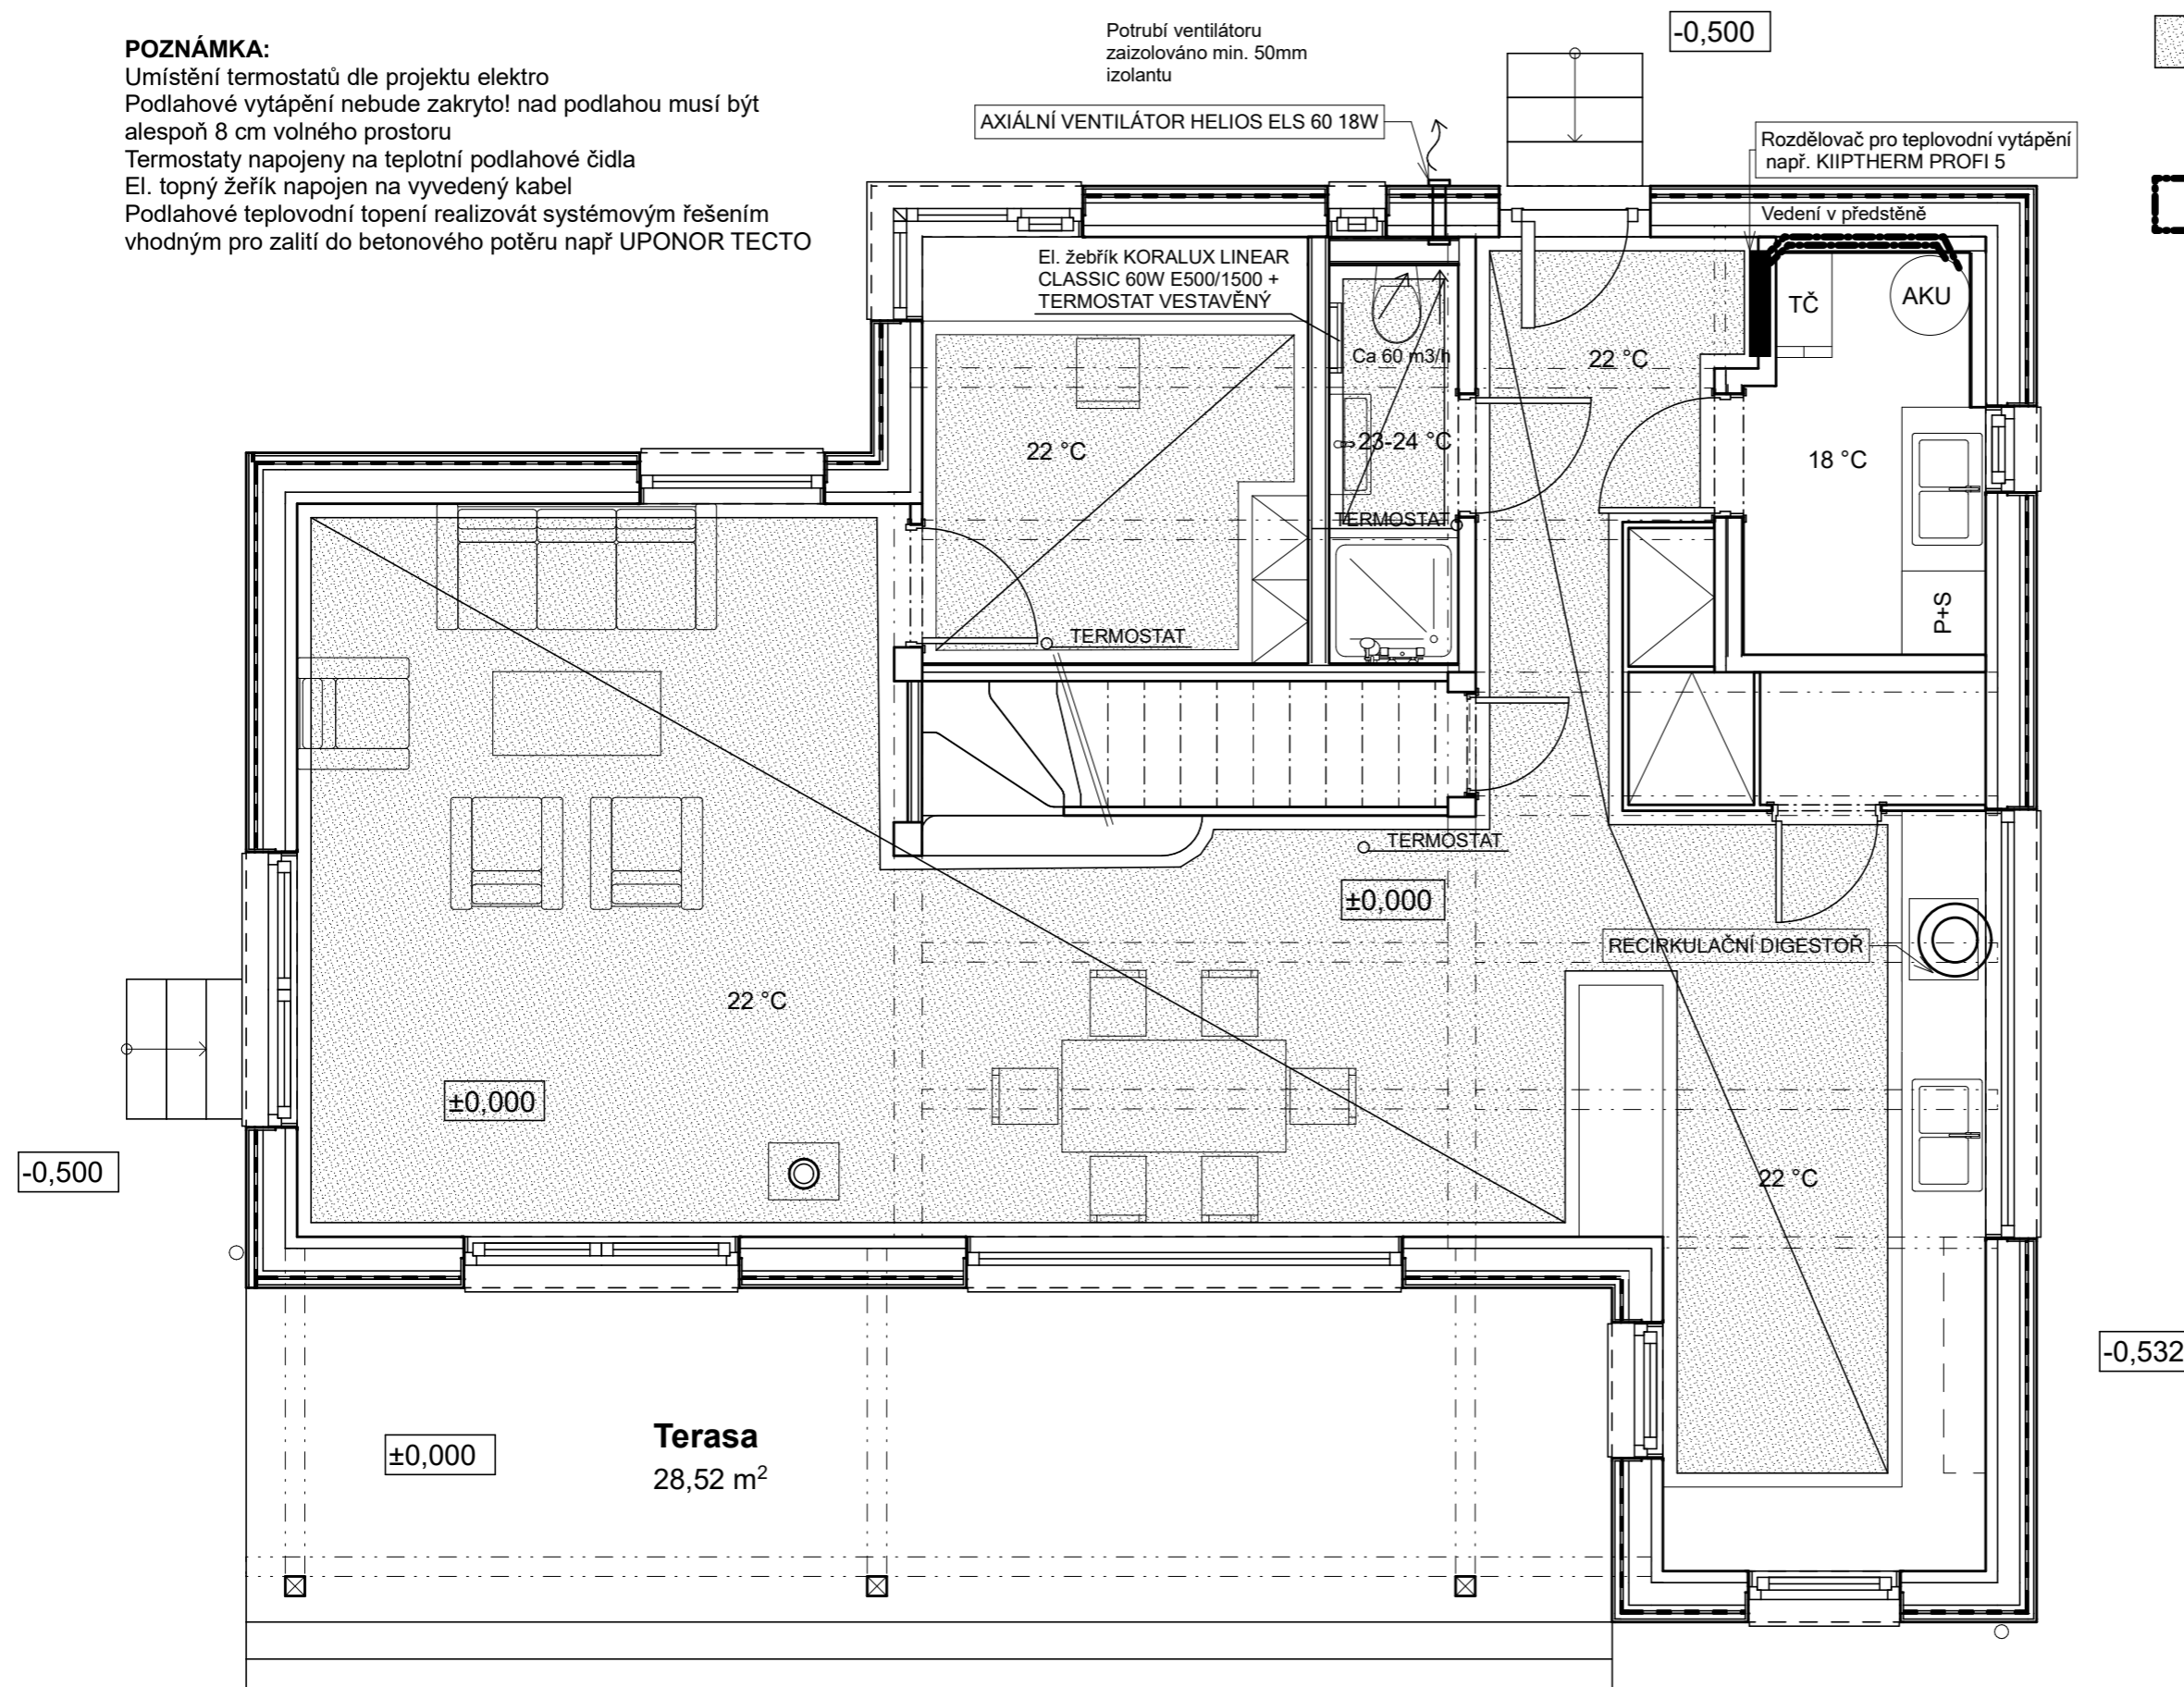 POZNÁMKA:
Umístění termostatů dle projektu elektro
Podlahové vytápění nebude zakryto! nad podlahou musí být
alespoň 8 cm volného prostoru
Termostaty napojeny na teplotní podlahové čidla
El. topný žeřík napojen na vyvedený kabel
Podlahové teplovodní topení realizovát systémovým řešením
vhodným pro zalití do betonového potěru např UPONOR TECTO
Potrubí ventilátoru
zaizolováno min. 50mm
izolantu
-0,500
AXIÁLNÍ VENTILÁTOR HELIOS ELS 60 18W
Rozdělovač pro teplovodní vytápění
např. KIIPTHERM PROFI 5
Vedení v předstěně
El. žebřík KORALUX LINEAR
CLASSIC 60W E500/1500 +
TERMOSTAT VESTAVĚNÝ
TČ
AKU
Ca 60 m3/h
22 °C
22 °C
23-24 °C
18 °C
TERMOSTAT
P+S
TERMOSTAT
TERMOSTAT
±0,000
RECIRKULAČNÍ DIGESTOŘ
22 °C
±0,000
-0,500
22 °C
-0,532
Terasa
28,52 m²
±0,000